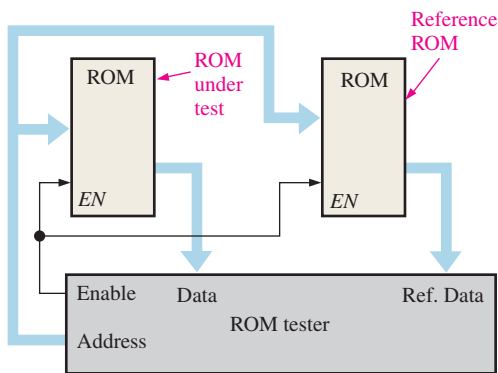 Reference
ROM
ROM
under
test
ROM
ROM
EN
EN
Enable
Data
Ref. Data
ROM tester
Address